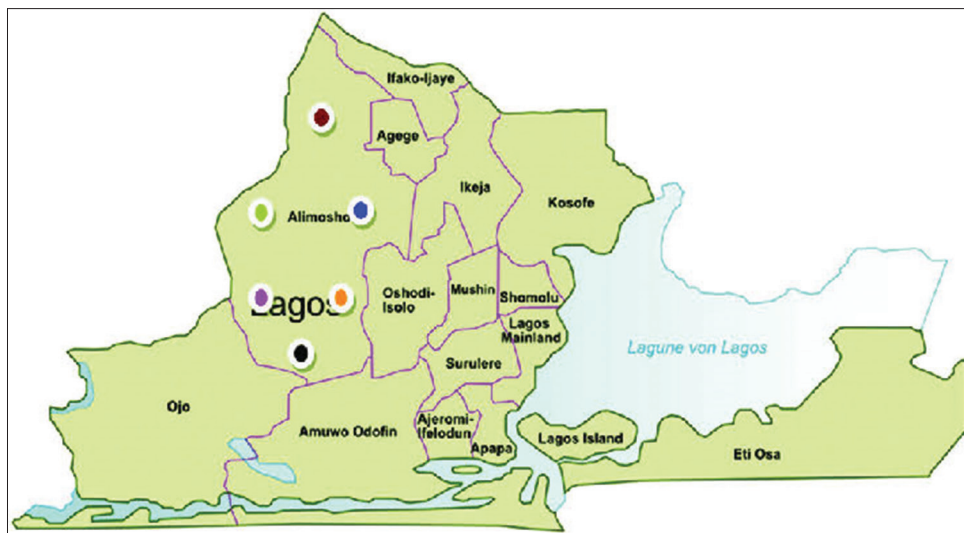 Ifako-Ijaye
Agege
Ikeja
Kosofe
Alimosho
Lagos
Oshodi-
Isolo
Mushin
Shomolu
Lagos
Mainland
Lagune von Lagos
Surulere
Ojo
Amuwo Odofin
Ajeromi-
Ifelodun
Apapa
Lagos Island
Eti Osa